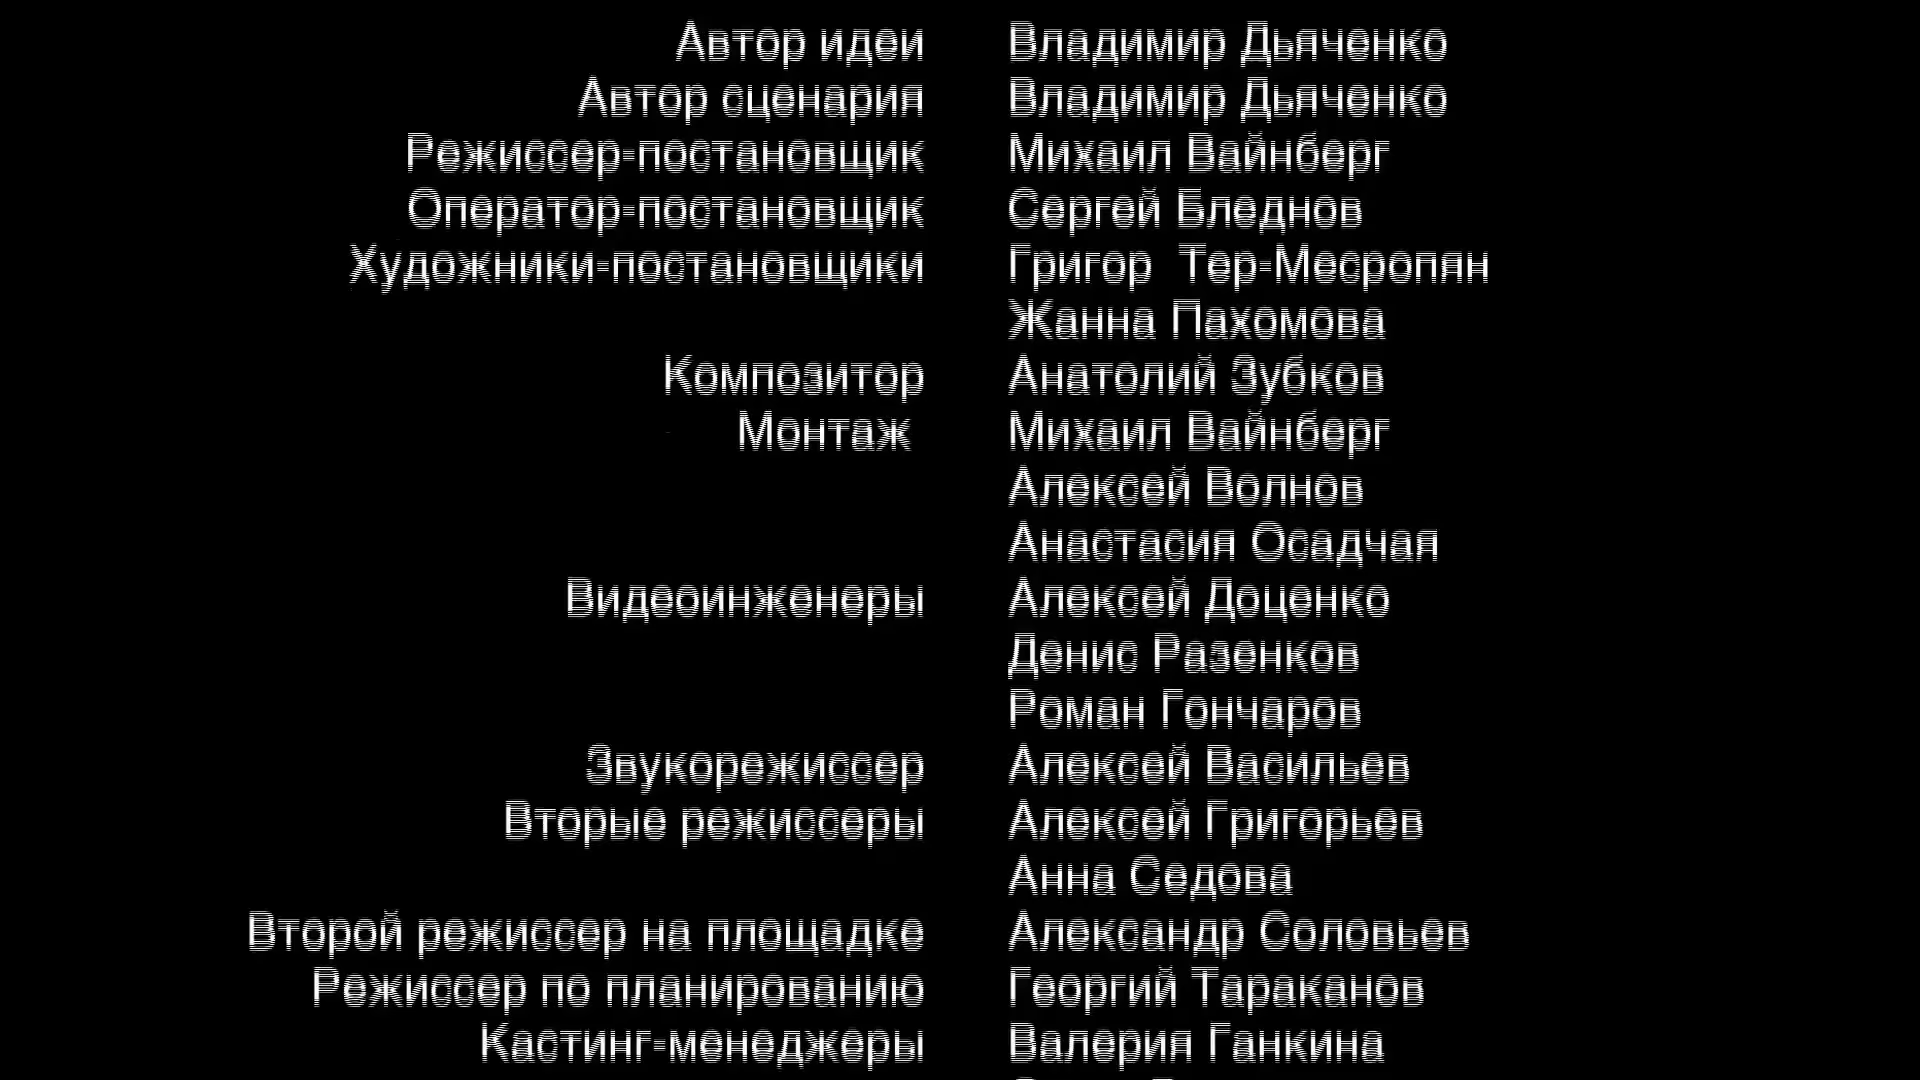 Автор идеи Владимир Дьяченко
Автор сценария Владимир Дьяченко
Режиссер-постановщик Михаил Вайнберг
Оператор-постановщик Сергей Бледнов
Художники-постановщики Григор Тер-Месропян
Жанна Пахомова
Композитор Анатолий Зубков
Монтаж Михаил Вайнберг
Алексей Волнов
Анастасия Осадчая
Видеоинженеры Алексей Доценко
Денис Разенков
Роман Гончаров
Звукорежиссер Алексей Васильев
Вторые режиссеры Алексей Григорьев
Анна Седова
Второй режиссер на площадке Александр Соловьев
Режиссер по планированию Георгий Тараканов
Кастинг-менеджеры Валерия Ганкина